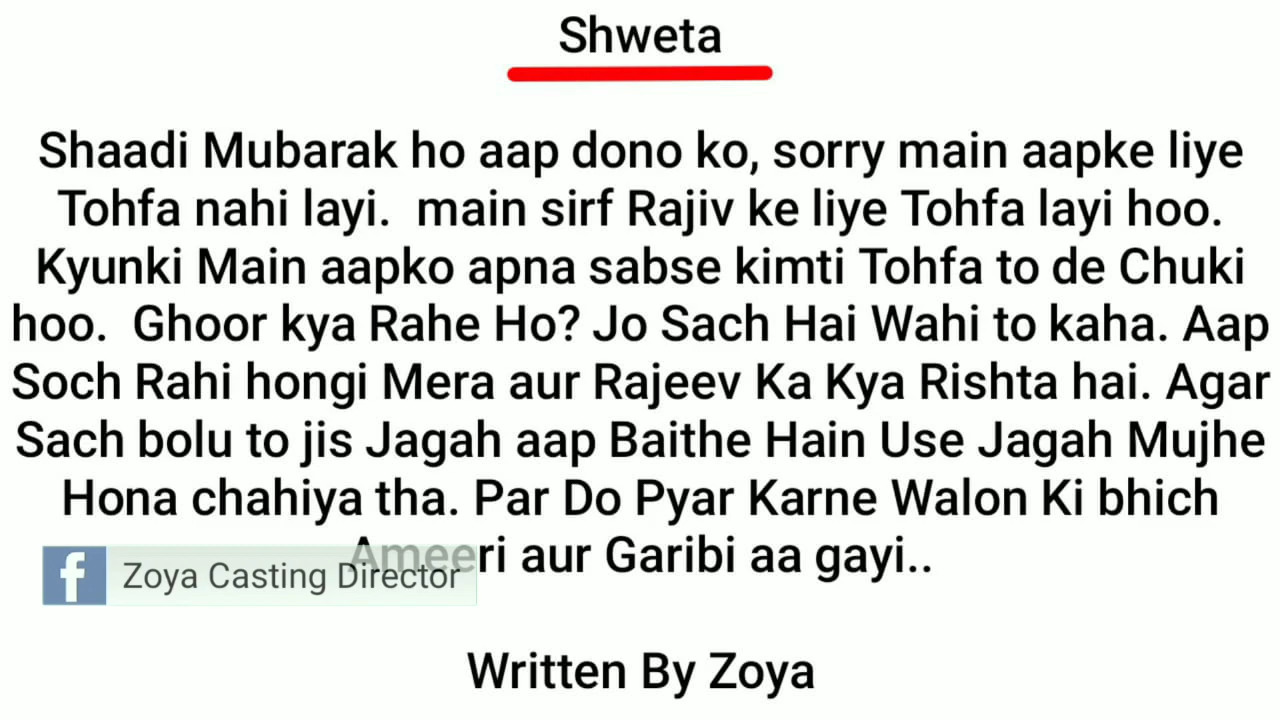 Shweta
Shaadi Mubarak ho aap dono ko, sorry main aapke liye
Tohfa nahi layi.  main sirf Rajiv ke liye Tohfa layi hoo.
Kyunki Main aapko apna sabse kimti Tohfa to de Chuki
hoo.  Ghoor kya Rahe Ho? Jo Sach Hai Wahi to kaha. Aap
Soch Rahi hongi Mera aur Rajeev Ka Kya Rishta hai. Agar
Sach bolu to jis Jagah aap Baithe Hain Use Jagah Mujhe
Hona chahiya tha. Par Do Pyar Karne Walon Ki bhich
Ameeri aur Garibi aa gayi..
f Zoya Casting Director
Written By Zoya